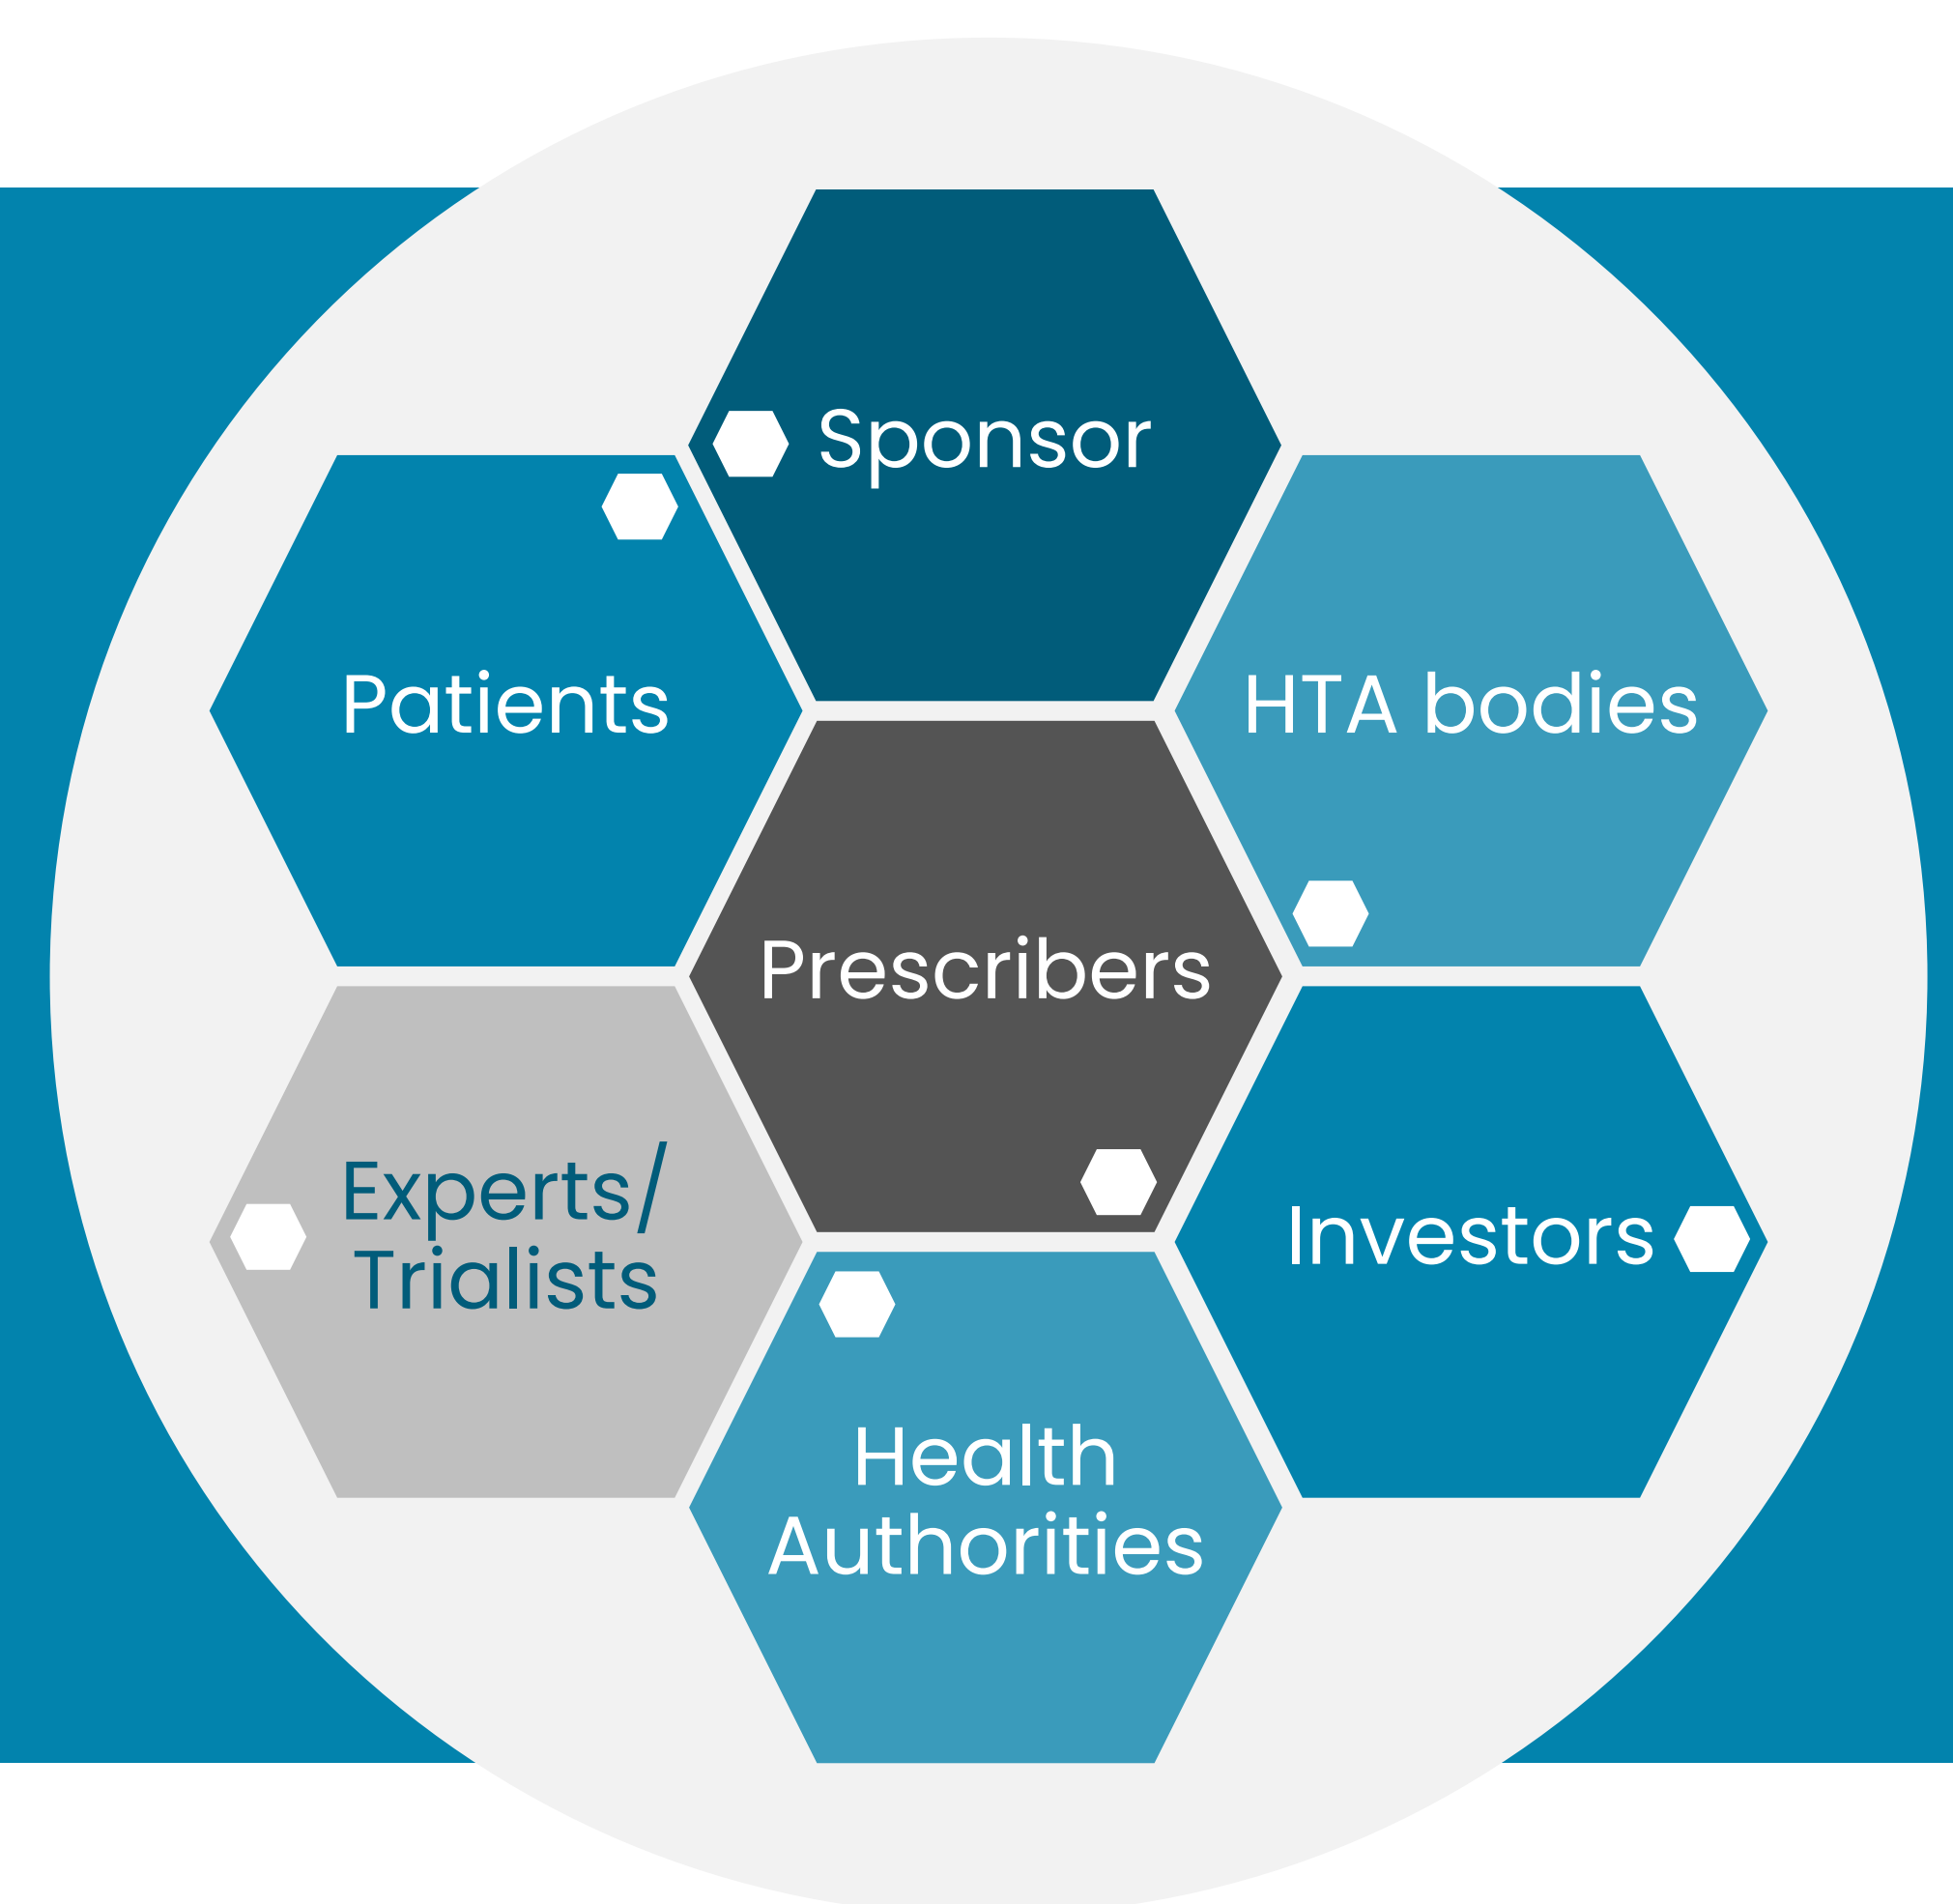 Sponsor
Patients
HTA bodies
Prescribers
Experts/
Trialists
Investors
Health
Authorities